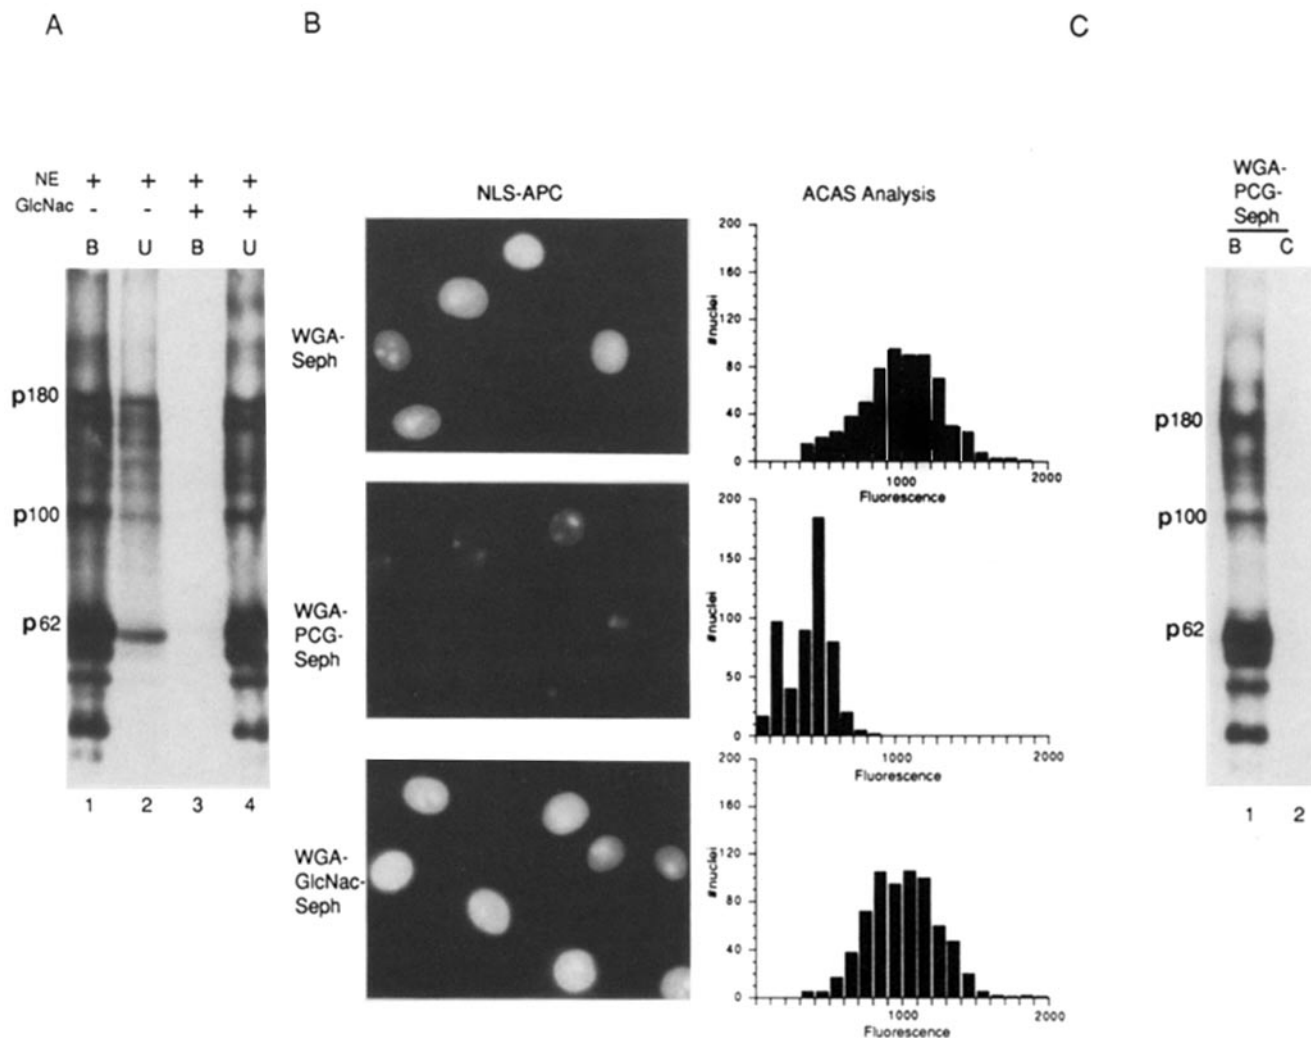 A
B
C
NE + + + +
GlcNac - - + +
B U B U
p180
p100
p62
1 2 3 4
NLS-APC
ACAS Analysis
WGA-
Seph
200
160
120
80
40
0
#nuclei
1000
2000
Fluorescence
WGA-
PCG-
Seph
200
150
100
50
0
#nuclei
1000
2000
Fluorescence
WGA-
GlcNac-
Seph
200
160
120
80
40
0
#nuclei
1000
2000
Fluorescence
WGA-
PCG-
Seph
B C
p180
p100
p62
1 2